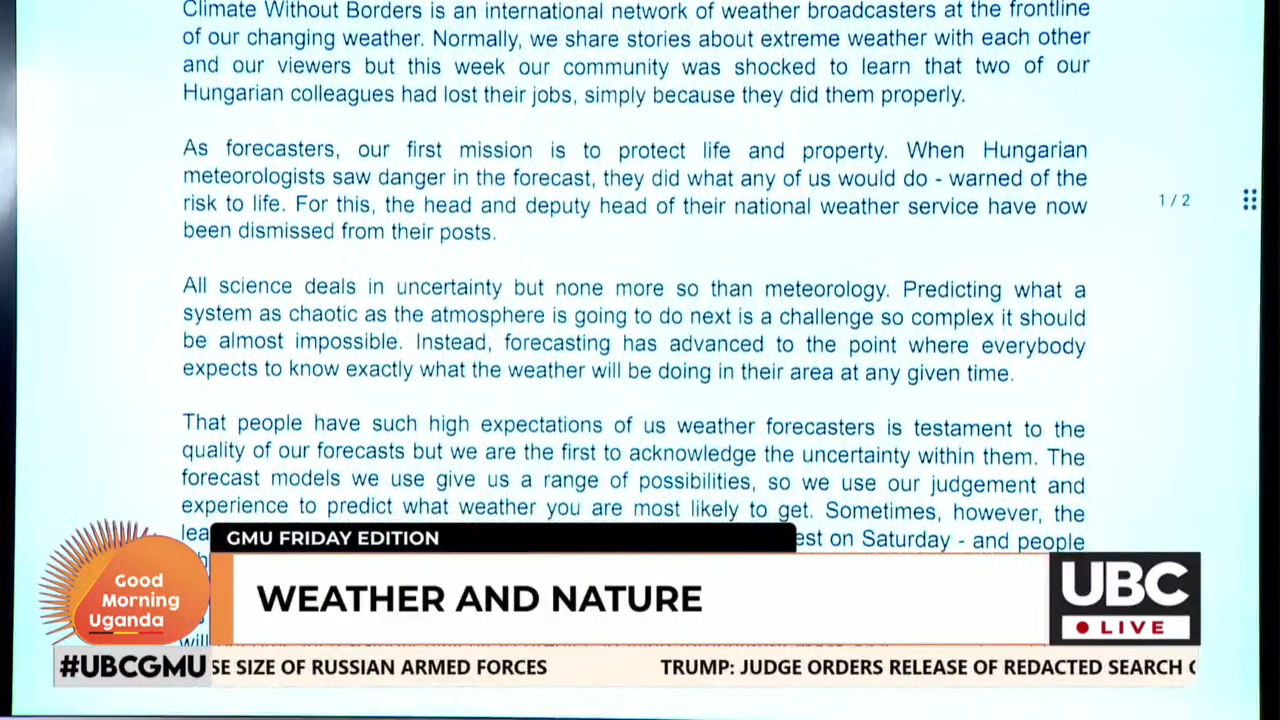 Climate Without Borders is an international network of weather broadcasters at the frontline
of our changing weather. Normally, we share stories about extreme weather with each other
and our viewers but this week our community was shocked to learn that two of our
Hungarian colleagues had lost their jobs, simply because they did them properly.
As forecasters, our first mission is to protect life and property. When Hungarian
meteorologists saw danger in the forecast, they did what any of us would do - warned of the
risk to life. For this, the head and deputy head of their national weather service have now
been dismissed from their posts.
1 / 2
All science deals in uncertainty but none more so than meteorology. Predicting what a
system as chaotic as the atmosphere is going to do next is a challenge so complex it should
be almost impossible. Instead, forecasting has advanced to the point where everybody
expects to know exactly what the weather will be doing in their area at any given time.
That people have such high expectations of us weather forecasters is testament to the
quality of our forecasts but we are the first to acknowledge the uncertainty within them. The
forecast models we use give us a range of possibilities, so we use our judgement and
experience to predict what weather you are most likely to get. Sometimes, however, the
on Saturday - and people
GMU FRIDAY EDITION
WEATHER AND NATURE
Good
Morning
Uganda
UBC
LIVE
#UBCGMU
SE SIZE OF RUSSIAN ARMED FORCES TRUMP: JUDGE ORDERS RELEASE OF REDACTED SEARCH